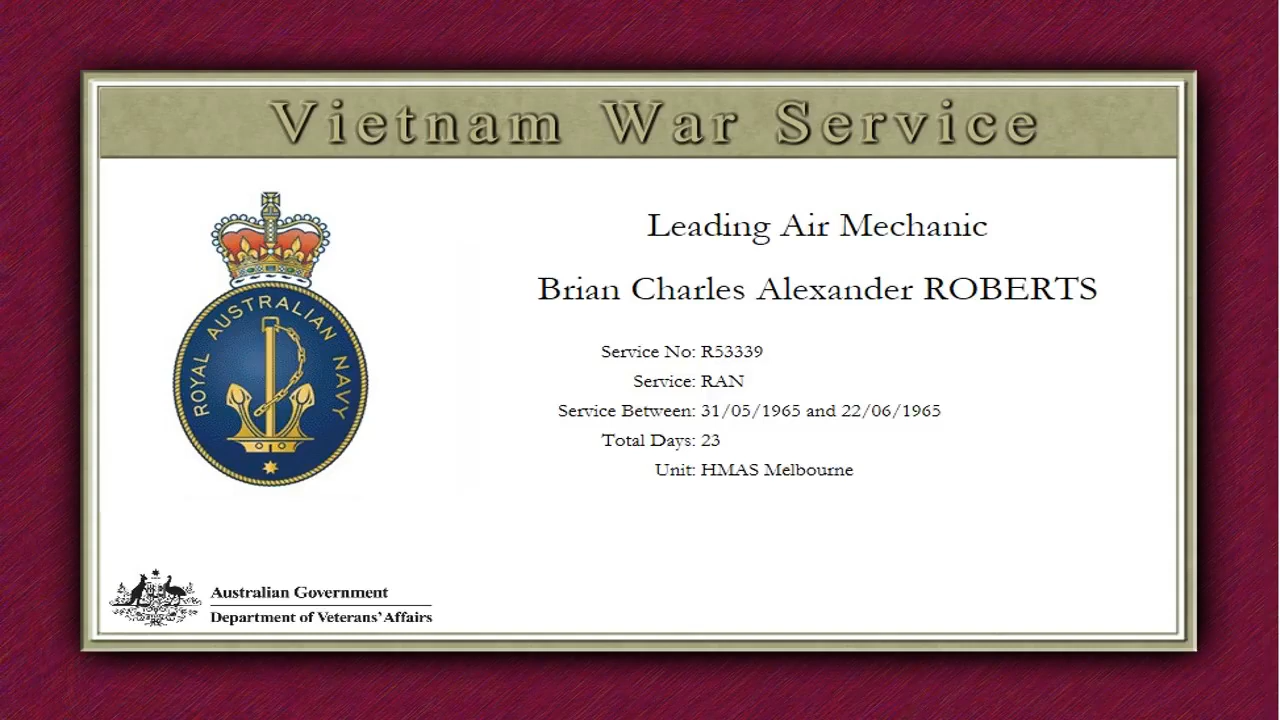 Vietnam War Service
Leading Air Mechanic
Brian Charles Alexander ROBERTS
Service No: R53339
Service: RAN
Service Between: 31/05/1965 and 22/06/1965
Total Days: 23
Unit: HMAS Melbourne
ROYAL AUSTRALIAN NAVY
Australian Government
Department of Veterans' Affairs